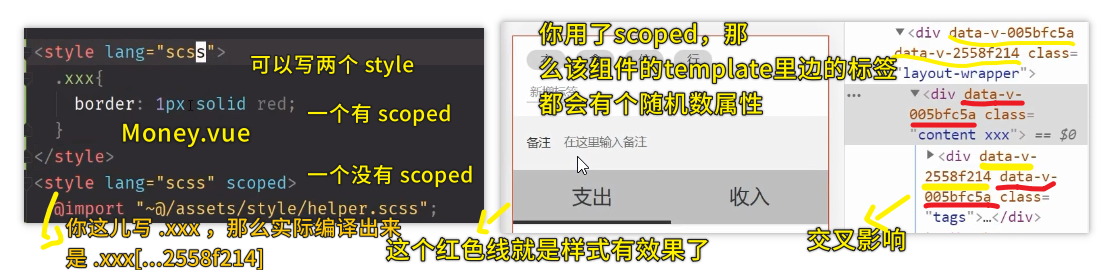 <style lang="scss">
.xxx{
border: 1px solid red;
}
</style>
<style lang="scss" scoped>
@import "~@/assets/style/helper.scss";
可以写两个 style
一个有 scoped
Money.vue
一个没有 scoped
你这儿写 .xxx ，那么实际编译出来
是 .xxx[...2558f214]
你用了scoped，那
么该组件的template里边的标签
都会有个随机数属性
行
新增标签
备注 在这里输入备注
支出 收入
这个红色线就是样式有效果了
<div data-v-005bfc5a
data-v-2558f214 class=
"layout-wrapper">
<div data-v-
005bfc5a class=
"content xxx"> == $0
<div data-v-
2558f214 data-v-
005bfc5a class=
"tags">…</div>
交叉影响